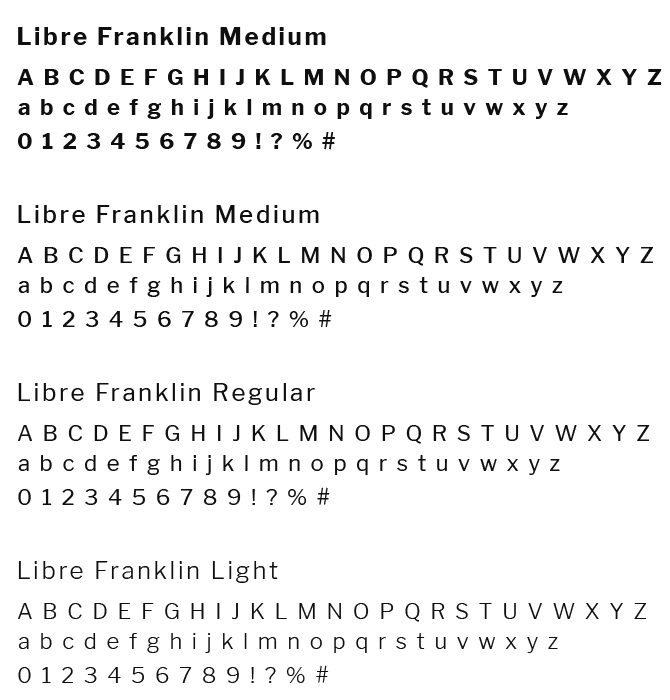 Libre Franklin Medium
A B C D E F G H I J K L M N O P Q R S T U V W X Y Z
a b c d e f g h i j k l m n o p q r s t u v w x y z
0 1 2 3 4 5 6 7 8 9 ! ? % #
Libre Franklin Medium
A B C D E F G H I J K L M N O P Q R S T U V W X Y Z
a b c d e f g h i j k l m n o p q r s t u v w x y z
0 1 2 3 4 5 6 7 8 9 ! ? % #
Libre Franklin Regular
A B C D E F G H I J K L M N O P Q R S T U V W X Y Z
a b c d e f g h i j k l m n o p q r s t u v w x y z
0 1 2 3 4 5 6 7 8 9 ! ? % #
Libre Franklin Light
A B C D E F G H I J K L M N O P Q R S T U V W X Y Z
a b c d e f g h i j k l m n o p q r s t u v w x y z
0 1 2 3 4 5 6 7 8 9 ! ? % #